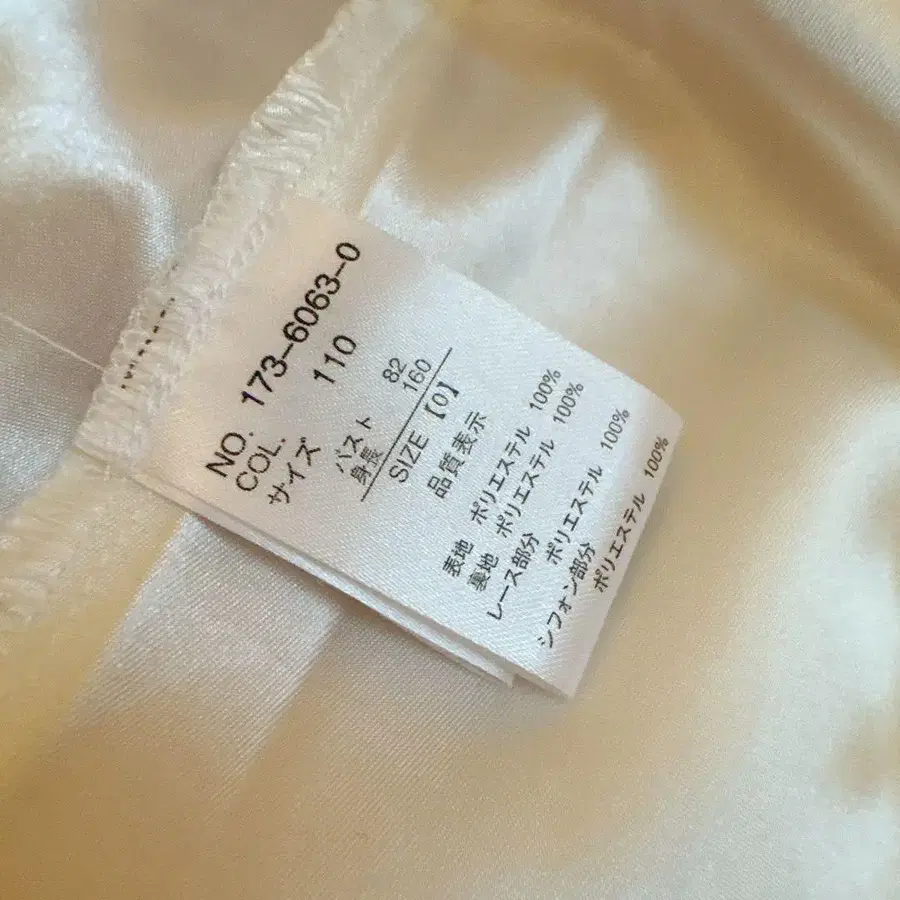 NO. 173-6063-0
COL. 110
サイズ
バスト 82
身長 160
SIZE【0】
品質表示
表地 ポリエステル 100%
裏地 ポリエステル 100%
レース部分
ポリエステル 100%
シフォン部分
ポリエステル 100%